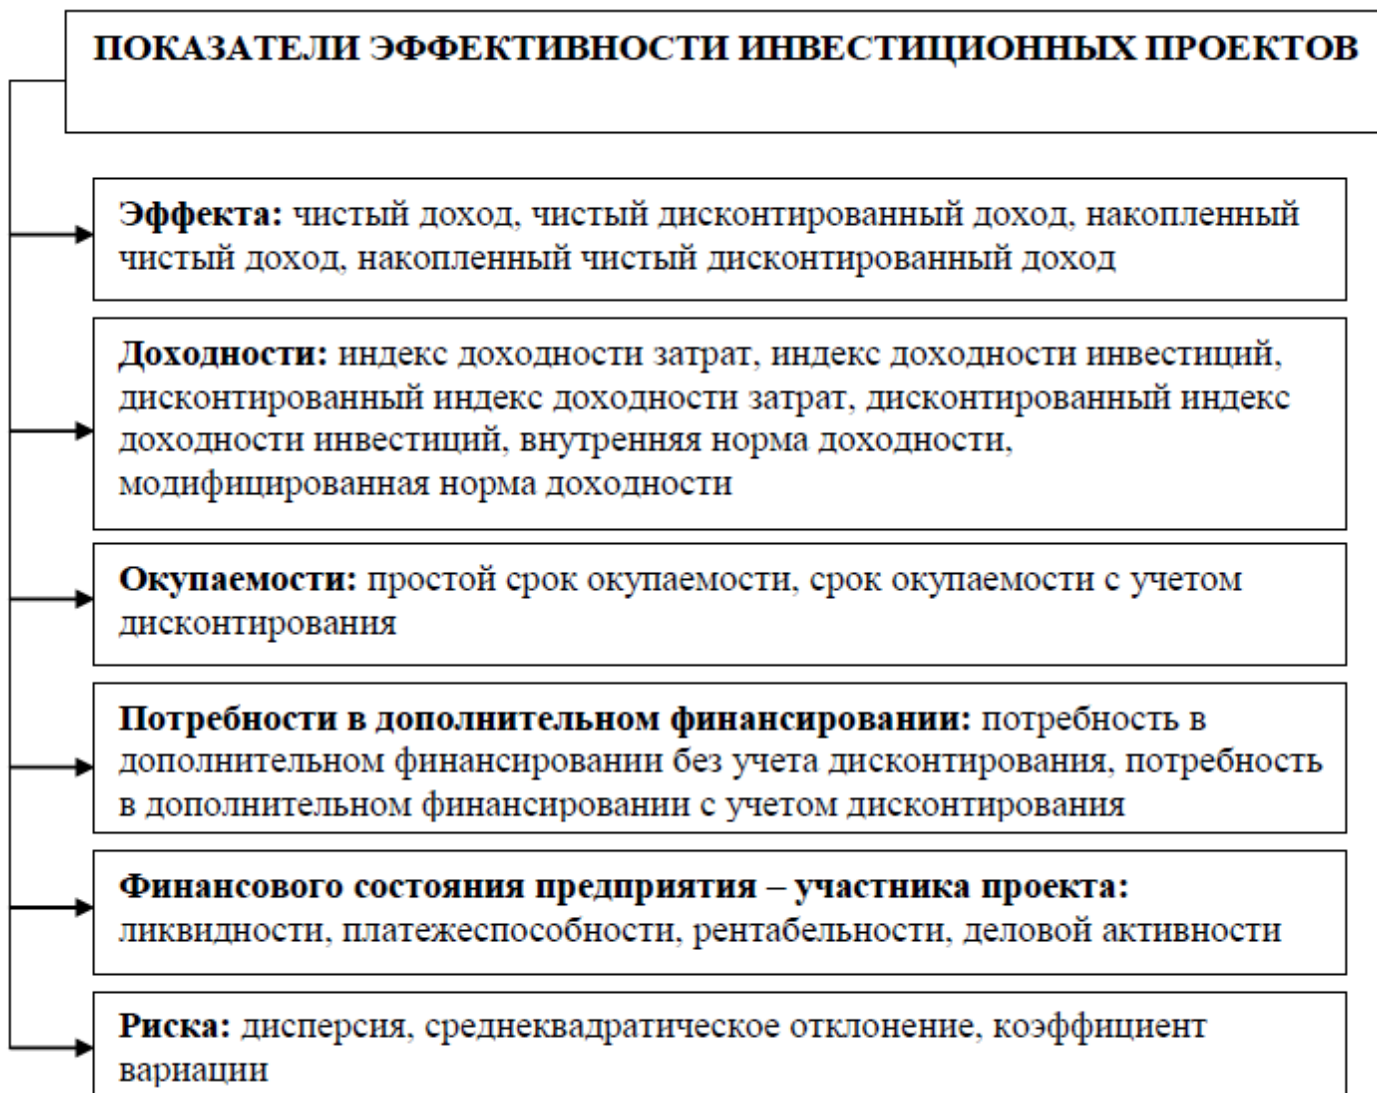 ПОКАЗАТЕЛИ ЭФФЕКТИВНОСТИ ИНВЕСТИЦИОННЫХ ПРОЕКТОВ
Эффекта: чистый доход, чистый дисконтированный доход, накопленный
чистый доход, накопленный чистый дисконтированный доход
Доходности: индекс доходности затрат, индекс доходности инвестиций,
дисконтированный индекс доходности затрат, дисконтированный индекс
доходности инвестиций, внутренняя норма доходности,
модифицированная норма доходности
Окупаемости: простой срок окупаемости, срок окупаемости с учетом
дисконтирования
Потребности в дополнительном финансировании: потребность в
дополнительном финансировании без учета дисконтирования, потребность
в дополнительном финансировании с учетом дисконтирования
Финансового состояния предприятия – участника проекта:
ликвидности, платежеспособности, рентабельности, деловой активности
Риска: дисперсия, среднеквадратическое отклонение, коэффициент
вариации